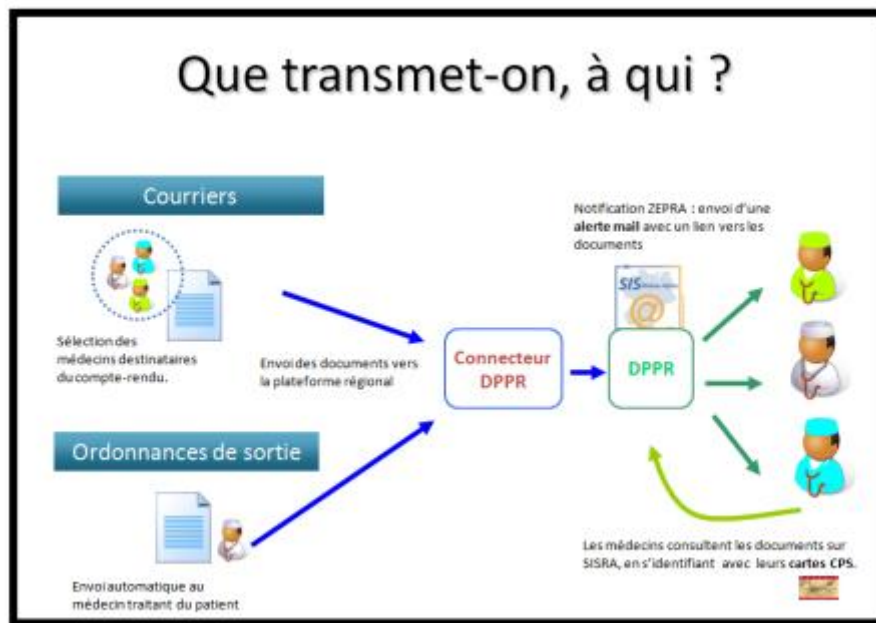 Que transmet-on, à qui ?
Courriers
Sélection des
médecins destinataires
du compte-rendu.
Envoi des documents vers
la plateforme régional
Ordonnances de sortie
Envoi automatique au
médecin traitant du patient
Connecteur
DPPR
Notification ZEPRA : envoi d'une
alerte mail avec un lien vers les
documents
SIS
@
DPPR
Les médecins consultent les documents sur
SISRA, en s'identifiant avec leurs cartes CPS.